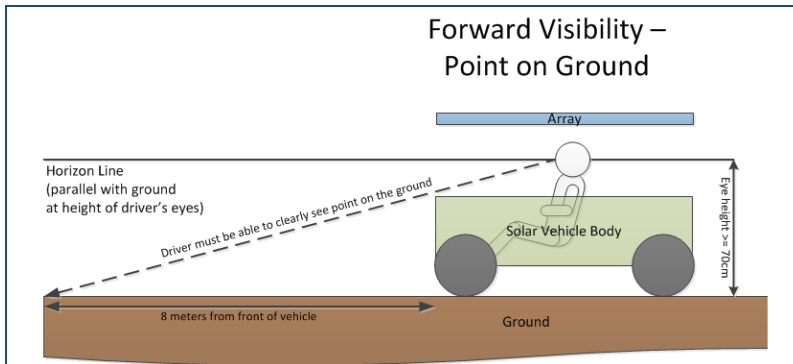 Forward Visibility –
Point on Ground
Array
Horizon Line
(parallel with ground
at height of driver's eyes)
Driver must be able to clearly see point on the ground
Solar Vehicle Body
Eye height >= 70cm
8 meters from front of vehicle
Ground